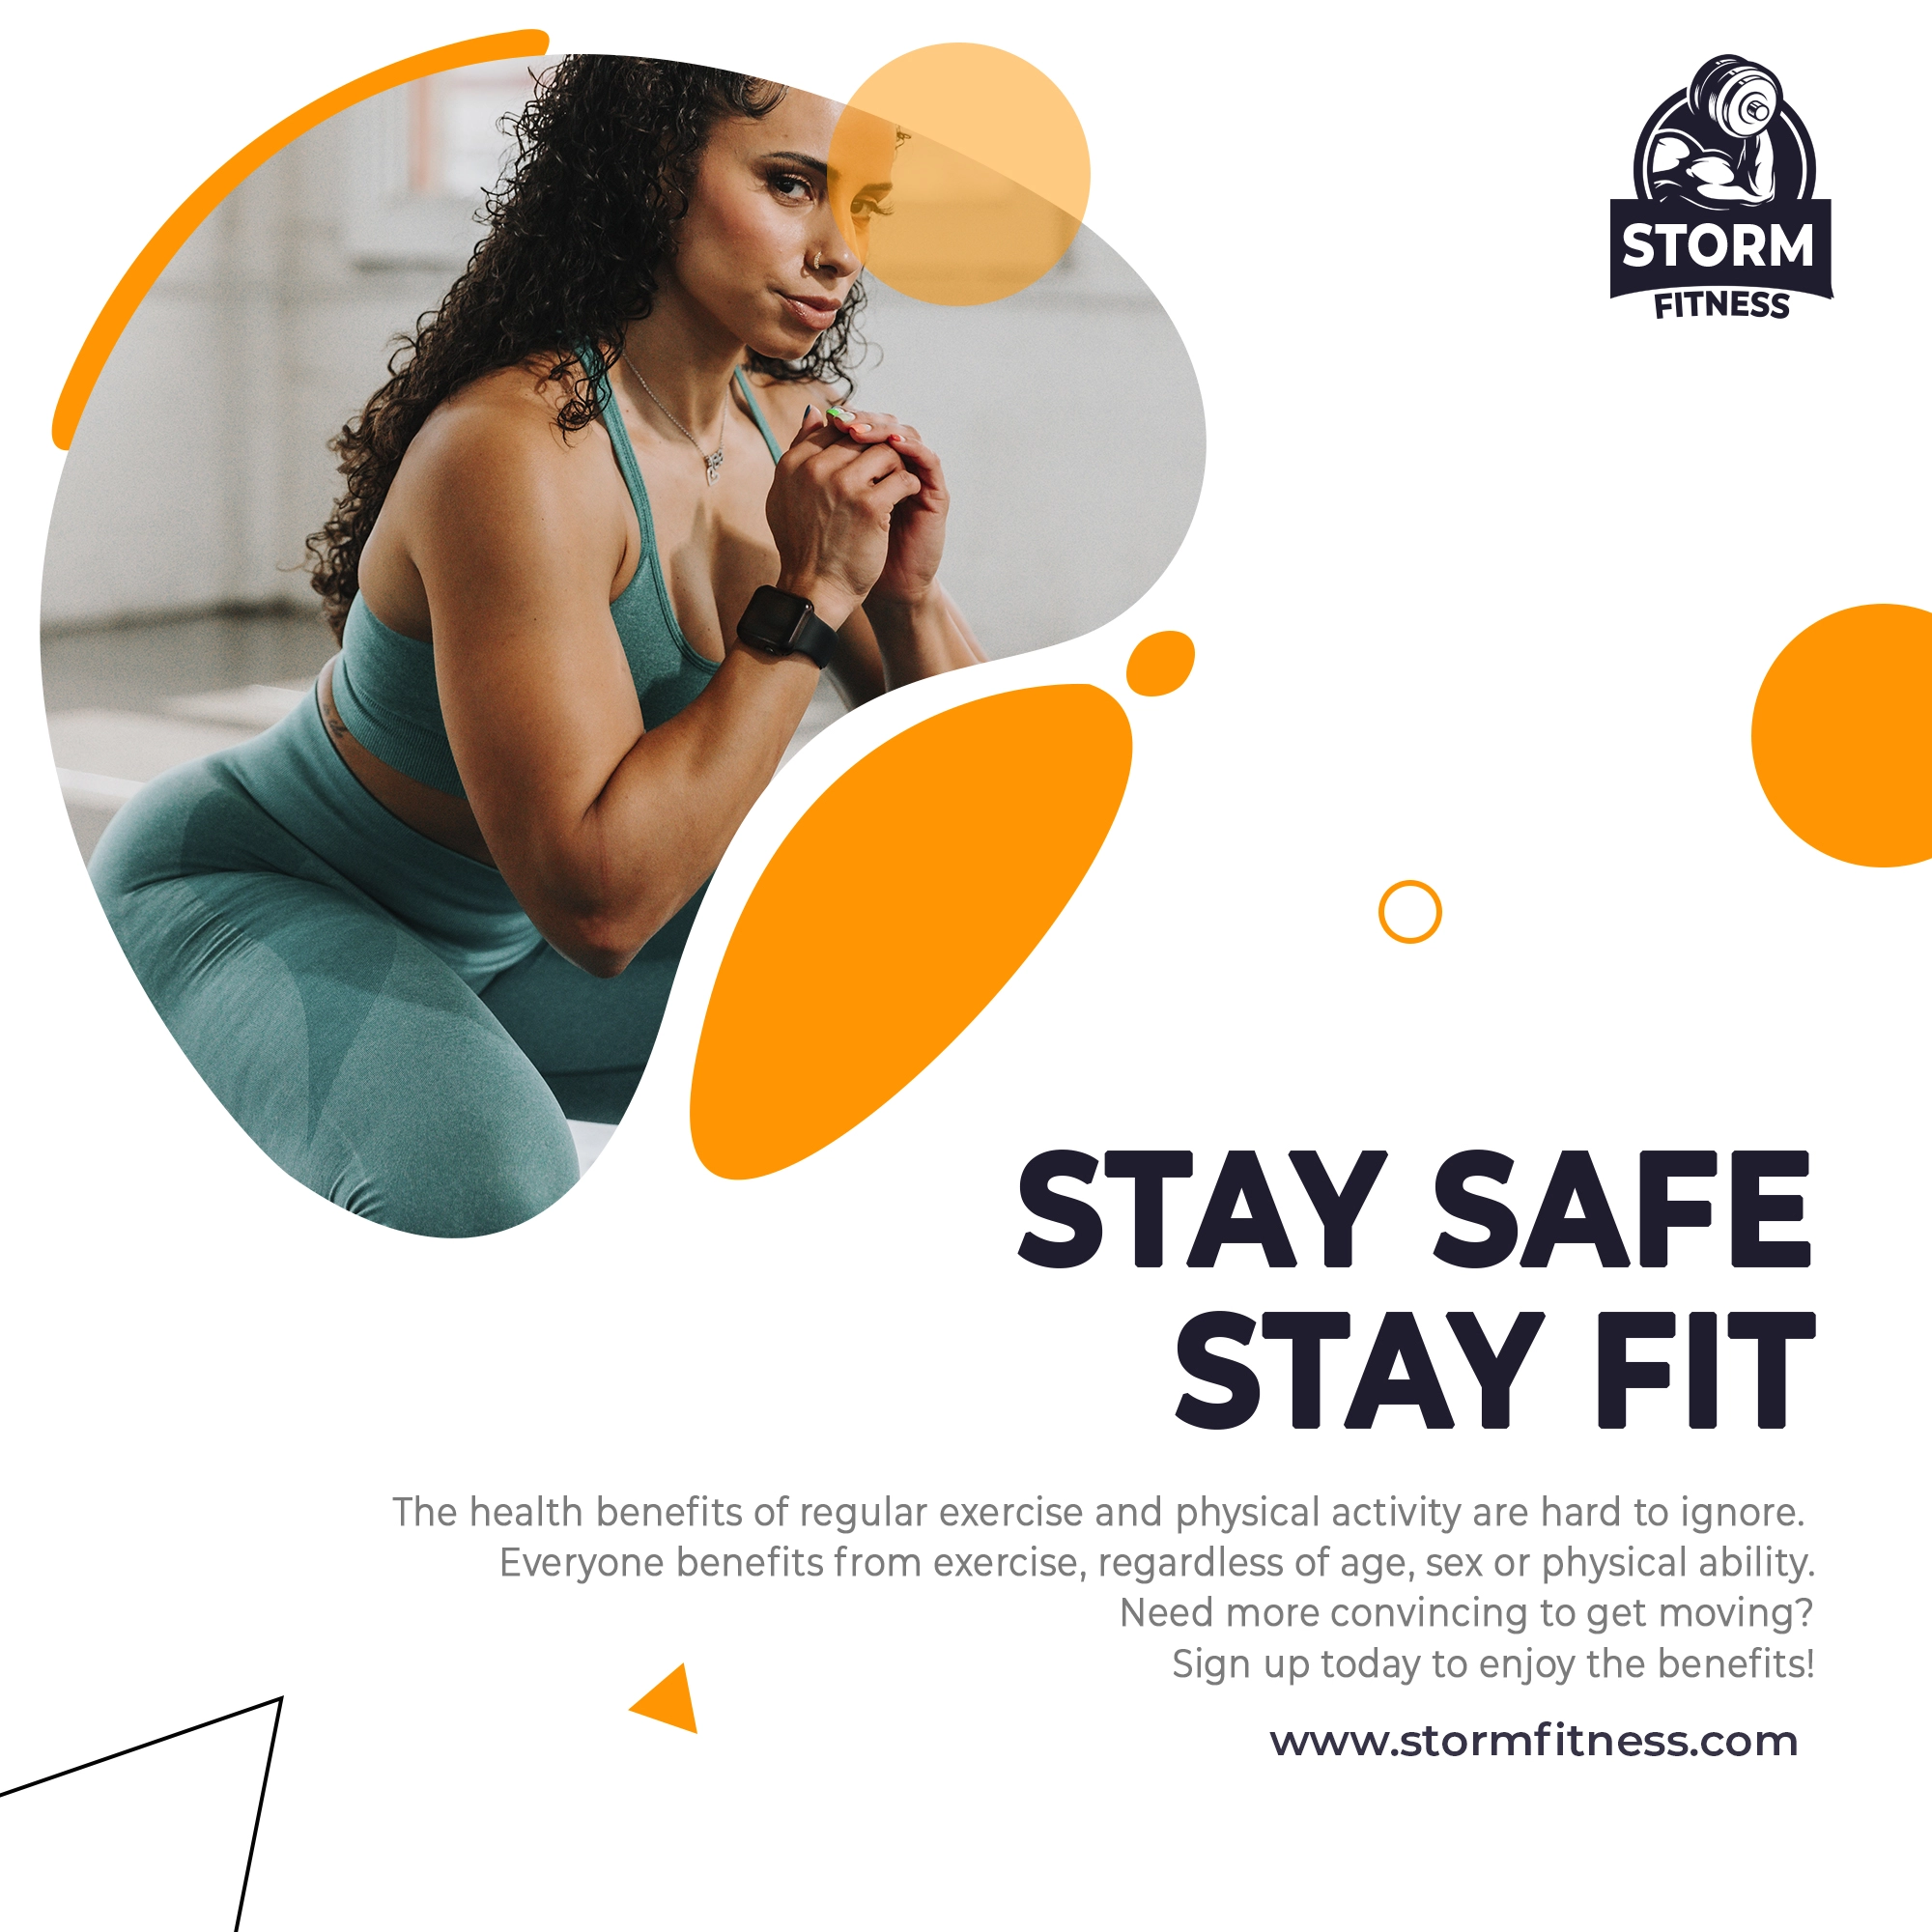 STORM
FITNESS
STAY SAFE
STAY FIT
The health benefits of regular exercise and physical activity are hard to ignore.
Everyone benefits from exercise, regardless of age, sex or physical ability.
Need more convincing to get moving?
Sign up today to enjoy the benefits!
www.stormfitness.com